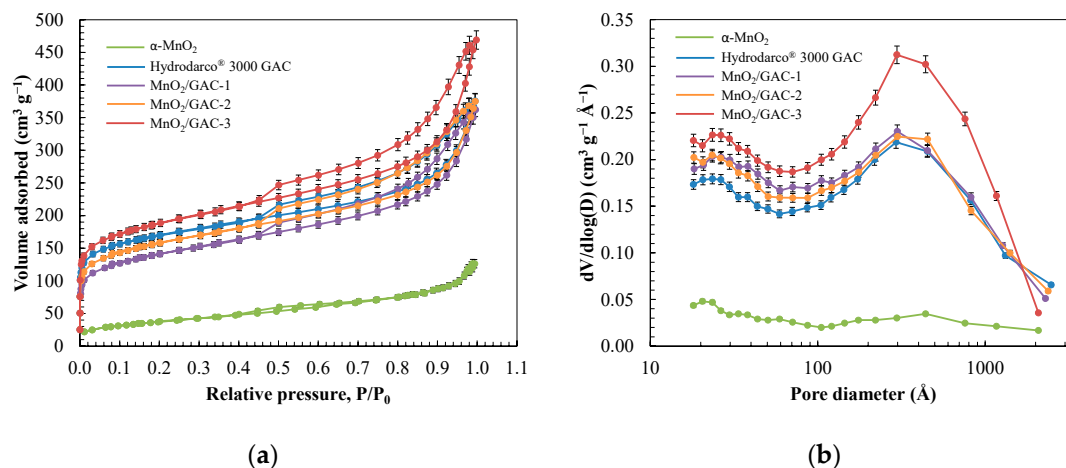 500
450
400
350
300
250
200
150
100
50
0
Volume adsorbed (cm³ g⁻¹)
α-MnO₂
Hydrodarco® 3000 GAC
MnO₂/GAC-1
MnO₂/GAC-2
MnO₂/GAC-3
0.0 0.1 0.2 0.3 0.4 0.5 0.6 0.7 0.8 0.9 1.0 1.1
Relative pressure, P/P₀
(a)
0.35
0.30
0.25
0.20
0.15
0.10
0.05
0.00
dV/dlog(D) (cm³ g⁻¹ Å⁻¹)
α-MnO₂
Hydrodarco® 3000 GAC
MnO₂/GAC-1
MnO₂/GAC-2
MnO₂/GAC-3
10 100 1000
Pore diameter (Å)
(b)